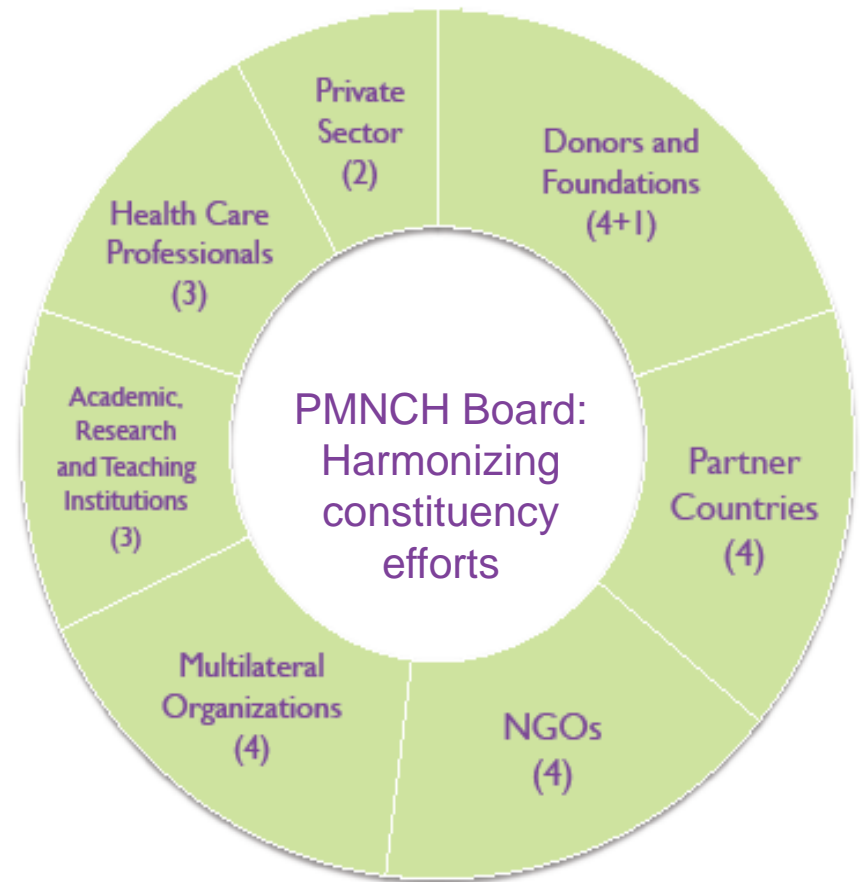 Private
Sector
(2)
Donors and
Foundations
(4+1)
Health Care
Professionals
(3)
Academic,
Research
and Teaching
Institutions
(3)
PMNCH Board:
Harmonizing
constituency
efforts
Partner
Countries
(4)
Multilateral
Organizations
(4)
NGOs
(4)